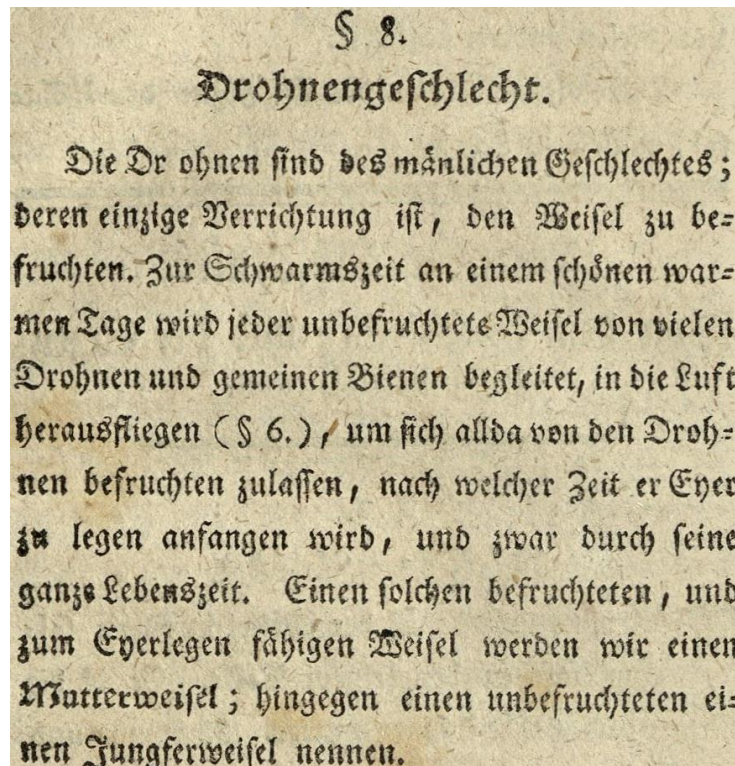 § 8.
Drohnengeſchlecht.
Die Dr ohnen ſind des mänlichen Geſchlechtes;
deren einzige Verrichtung iſt, den Weiſel zu be-
fruchten. Zur Schwarmszeit an einem ſchönen war-
men Tage wird jeder unbefruchtete Weiſel von vielen
Drohnen und gemeinen Bienen begleitet, in die Luft
herausfliegen (§ 6.), um ſich allda von den Droh-
nen befruchten zulaſſen, nach welcher Zeit er Eyer
zu legen anfangen wird, und zwar durch ſeine
ganze Lebenszeit. Einen ſolchen befruchteten, und
zum Eyerlegen fähigen Weiſel werden wir einen
Mutterweiſel; hingegen einen unbefruchteten ei-
nen Jungferweiſel nennen.